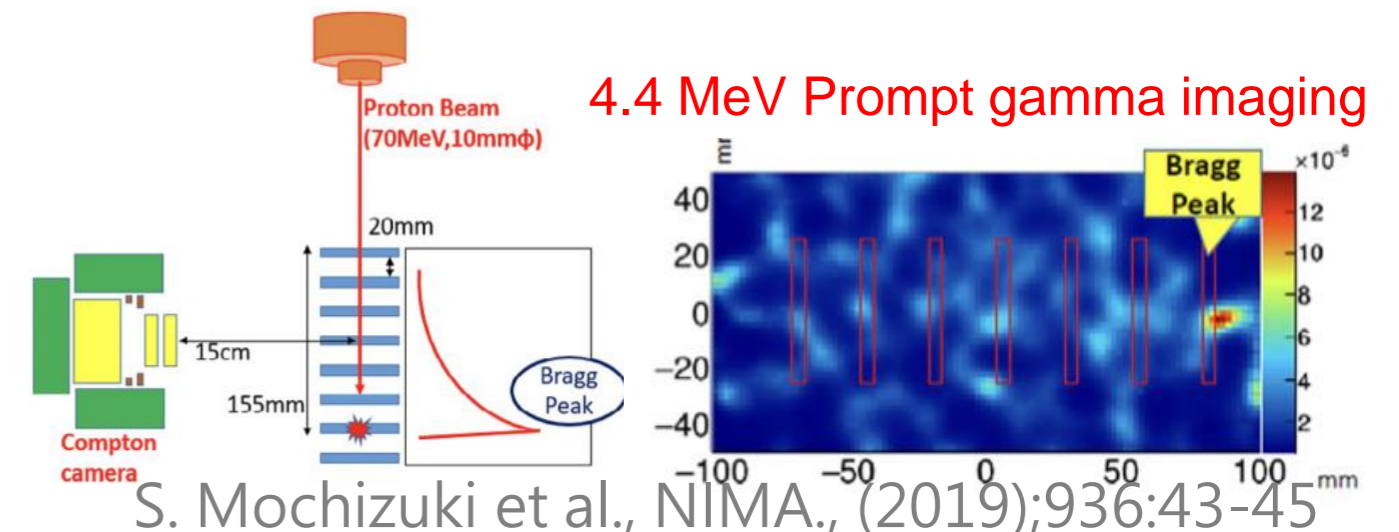 4.4 MeV Prompt gamma imaging
Proton Beam
(70MeV,10mmϕ)
20mm
15cm
155mm
Bragg
Peak
Compton
camera
Bragg
Peak
×10⁻⁶
40
20
0
−20
−40
12
10
8
6
4
2
−100 −50 0 50 100 mm
S. Mochizuki et al., NIMA., (2019);936:43-45